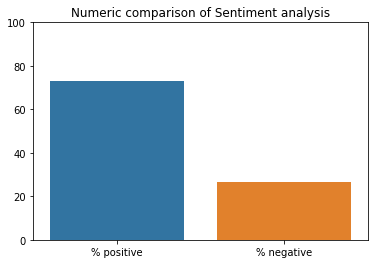 Numeric comparison of Sentiment analysis
100
80
60
40
20
0
% positive
% negative